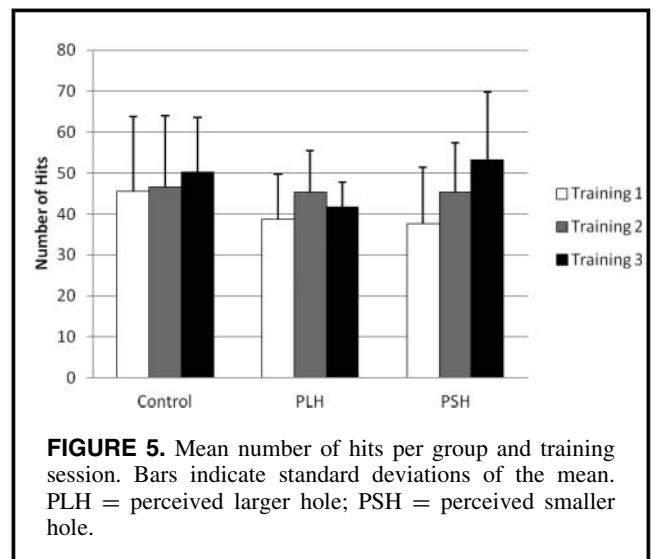 80
70
60
50
40
30
20
10
0
Number of Hits
Control
PLH
PSH
Training 1
Training 2
Training 3
FIGURE 5. Mean number of hits per group and training
session. Bars indicate standard deviations of the mean.
PLH = perceived larger hole; PSH = perceived smaller
hole.